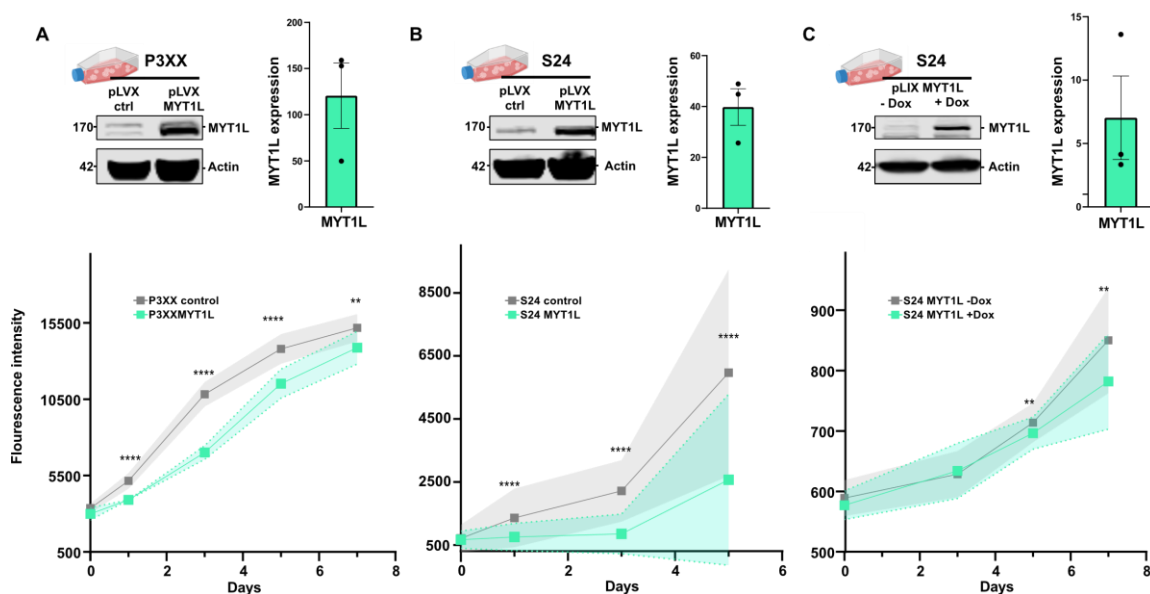 A
P3XX
pLVX ctrl
pLVX MYT1L
170
MYT1L
42
Actin
MYT1L expression
200
150
100
50
0
MYT1L
B
S24
pLVX ctrl
pLVX MYT1L
170
MYT1L
42
Actin
MYT1L expression
60
40
20
0
MYT1L
C
S24
pLIX MYT1L
- Dox + Dox
170
MYT1L
42
Actin
MYT1L expression
15
10
5
0
MYT1L
Flourescence intensity
15500
10500
5500
500
P3XX control
P3XXMYT1L
****
****
****
**
0 2 4 6 8
Days
8500
6500
4500
2500
500
S24 control
S24 MYT1L
****
****
****
0 2 4 6
Days
900
800
700
600
500
S24 MYT1L -Dox
S24 MYT1L +Dox
**
**
0 2 4 6 8
Days